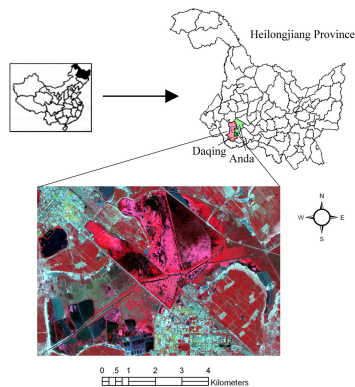 Heilongjiang Province
Daqing
Anda
N
W E
S
0 .5 1 2 3 4
Kilometers